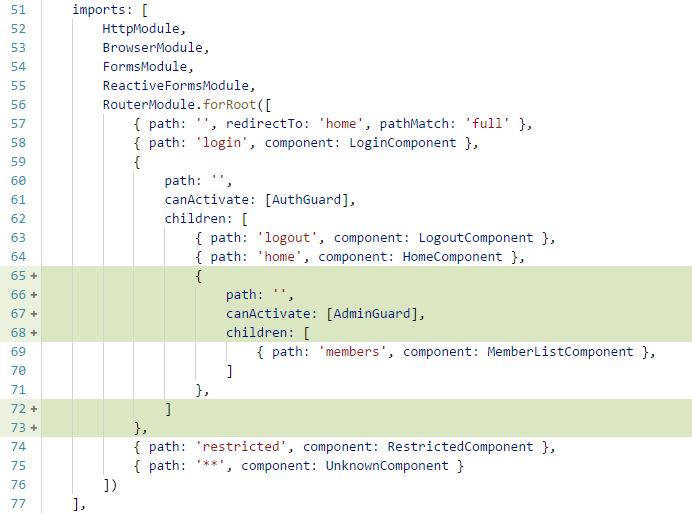 51 imports: [
52 HttpModule,
53 BrowserModule,
54 FormsModule,
55 ReactiveFormsModule,
56 RouterModule.forRoot([
57 { path: '', redirectTo: 'home', pathMatch: 'full' },
58 { path: 'login', component: LoginComponent },
59 {
60 path: '',
61 canActivate: [AuthGuard],
62 children: [
63 { path: 'logout', component: LogoutComponent },
64 { path: 'home', component: HomeComponent },
65 + {
66 + path: '',
67 + canActivate: [AdminGuard],
68 + children: [
69 { path: 'members', component: MemberListComponent },
70 ]
71 },
72 + ]
73 + },
74 { path: 'restricted', component: RestrictedComponent },
75 { path: '**', component: UnknownComponent }
76 ])
77 ],